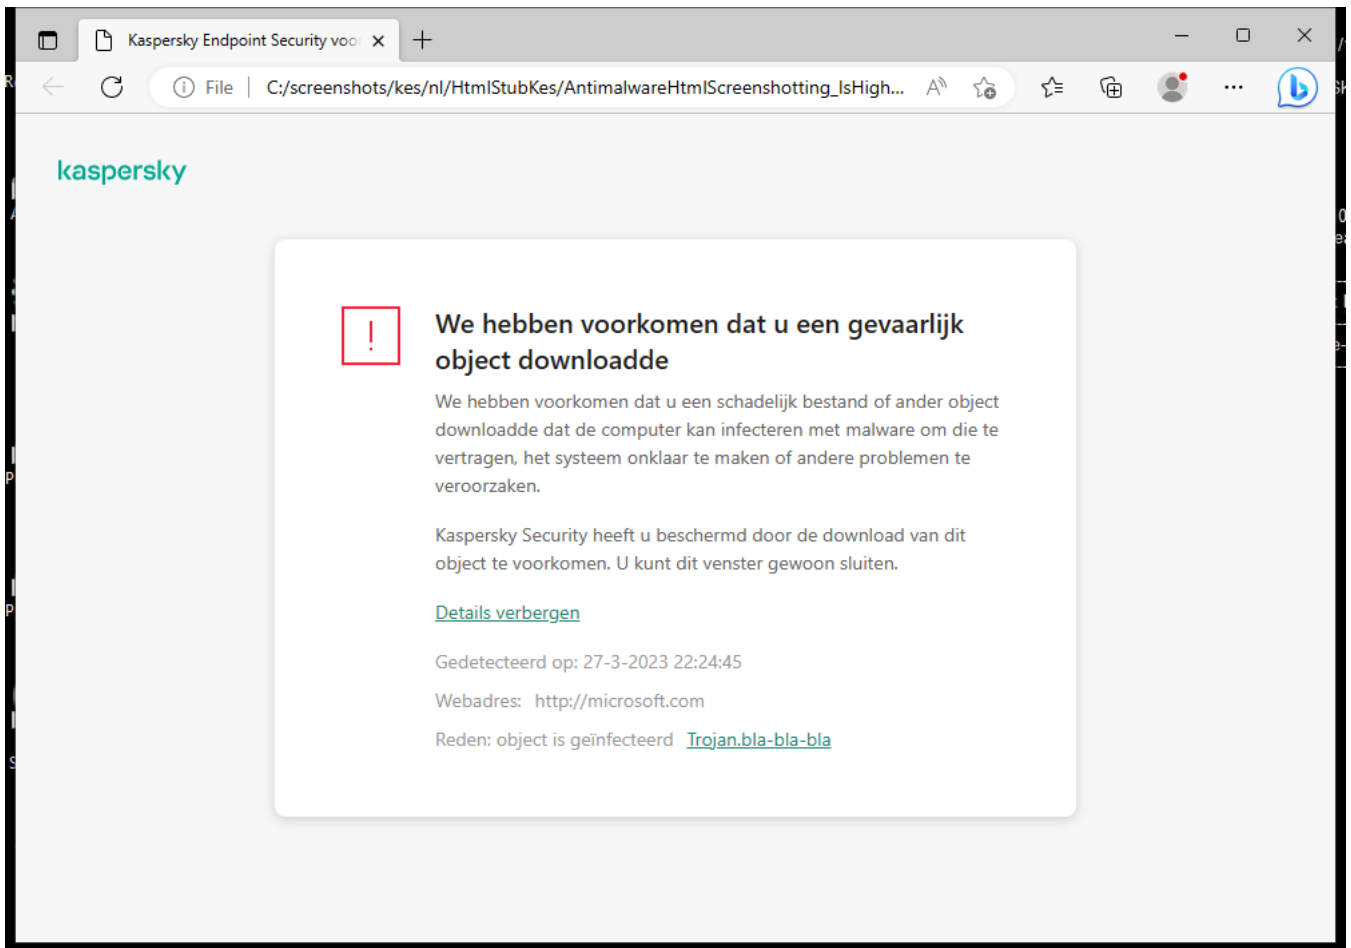 Kaspersky Endpoint Security voor
File
C:/screenshots/kes/nl/HtmlStubKes/AntimalwareHtmlScreenshotting_IsHigh...
kaspersky
We hebben voorkomen dat u een gevaarlijk
object downloadde
We hebben voorkomen dat u een schadelijk bestand of ander object
downloadde dat de computer kan infecteren met malware om die te
vertragen, het systeem onklaar te maken of andere problemen te
veroorzaken.
Kaspersky Security heeft u beschermd door de download van dit
object te voorkomen. U kunt dit venster gewoon sluiten.
Details verbergen
Gedetecteerd op: 27-3-2023 22:24:45
Webadres: http://microsoft.com
Reden: object is geïnfecteerd Trojan.bla-bla-bla